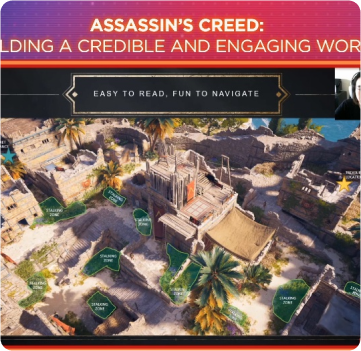 ASSASSIN'S CREED:
LDING A CREDIBLE AND ENGAGING WOR
EASY TO READ, FUN TO NAVIGATE
STALKING
ZONE
STALKING
ZONE
STALKING
ZONE
STALKING
ZONE
STALKING
ZONE
STALKING
ZONE
STALKING
ZONE